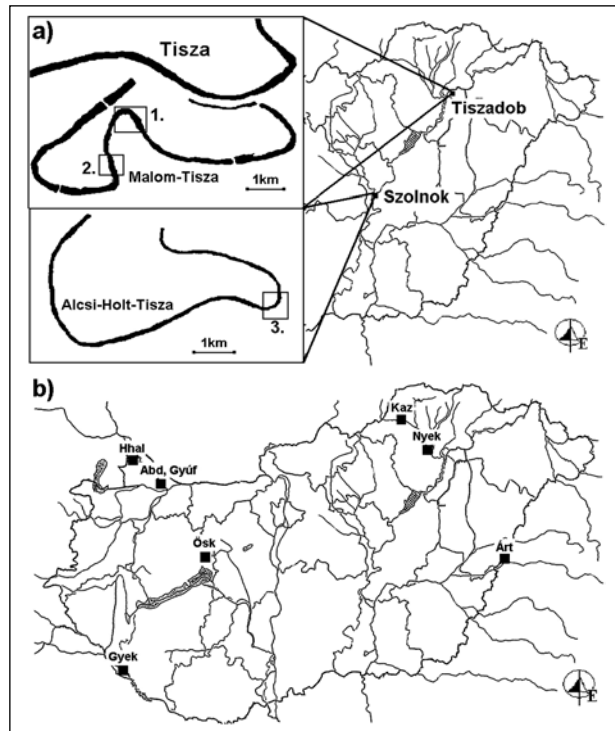 a)
Tisza
1.
2.
Malom-Tisza
1km
Tiszadob
Szolnok
Alcsi-Holt-Tisza
3.
1km
É
b)
Kaz
Hhal
Nyek
Abd, Gyúf
Ösk
Árt
Gyek
É